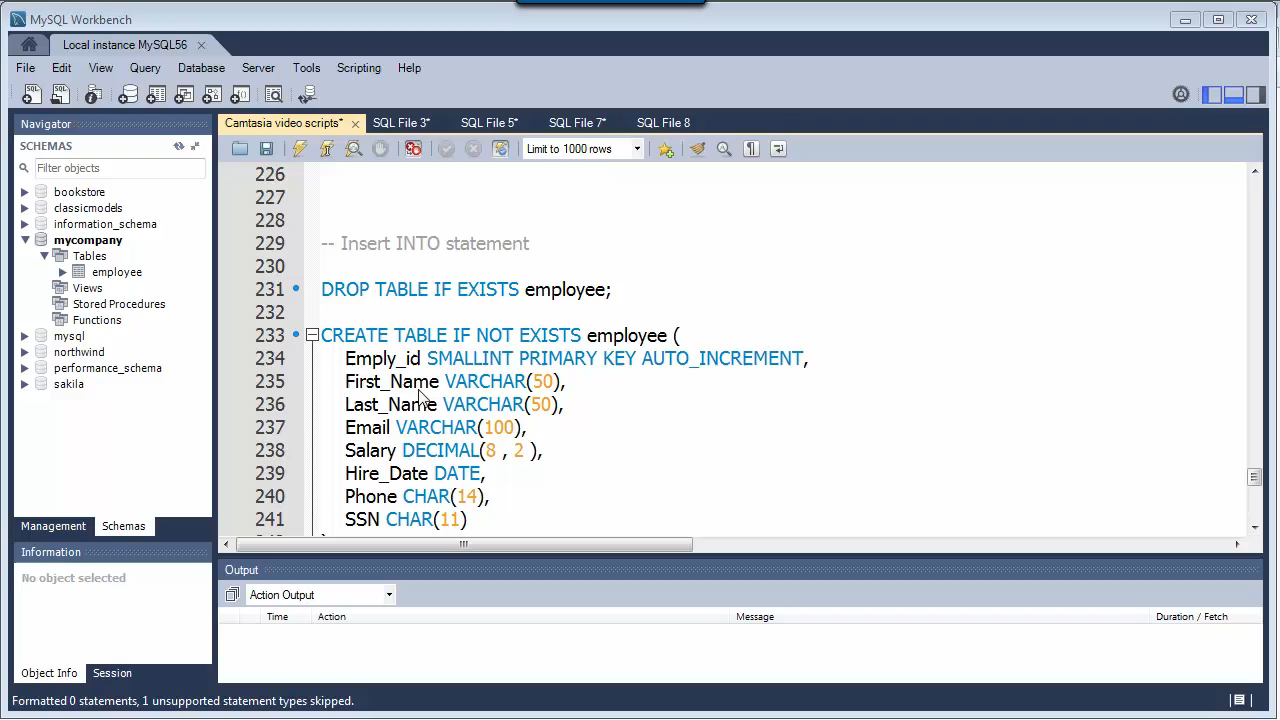 MySQL Workbench
Local instance MySQL56
File Edit View Query Database Server Tools Scripting Help
Navigator
SCHEMAS
Filter objects
bookstore
classicmodels
information_schema
mycompany
Tables
employee
Views
Stored Procedures
Functions
mysql
northwind
performance_schema
sakila
Management Schemas
Information
No object selected
Object Info Session
Camtasia video scripts* SQL File 3* SQL File 5* SQL File 7* SQL File 8
Limit to 1000 rows
226
227
228
229 -- Insert INTO statement
230
231 DROP TABLE IF EXISTS employee;
232
233 CREATE TABLE IF NOT EXISTS employee (
234 Emply_id SMALLINT PRIMARY KEY AUTO_INCREMENT,
235 First_Name VARCHAR(50),
236 Last_Name VARCHAR(50),
237 Email VARCHAR(100),
238 Salary DECIMAL(8 , 2 ),
239 Hire_Date DATE,
240 Phone CHAR(14),
241 SSN CHAR(11)
Output
Action Output
Time Action Message Duration / Fetch
Formatted 0 statements, 1 unsupported statement types skipped.